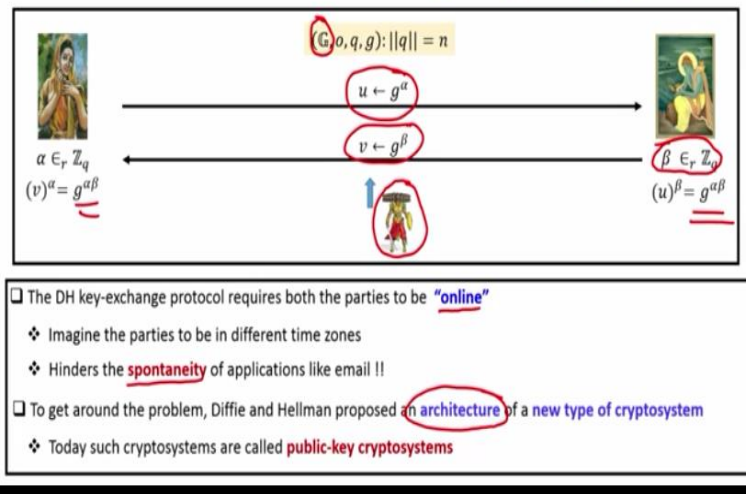 (𝔾, o, q, g): ||q|| = n
u ← g^α
v ← g^β
α ∈_r ℤ_q
β ∈_r ℤ_q
(v)^α = g^αβ
(u)^β = g^αβ
❑ The DH key-exchange protocol requires both the parties to be “online”
❖ Imagine the parties to be in different time zones
❖ Hinders the spontaneity of applications like email !!
❑ To get around the problem, Diffie and Hellman proposed an architecture of a new type of cryptosystem
❖ Today such cryptosystems are called public-key cryptosystems